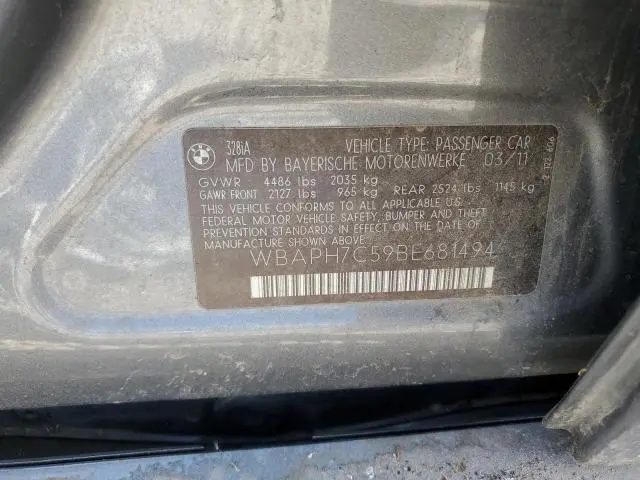 BMW
328iA VEHICLE TYPE: PASSENGER CAR
MFD BY BAYERISCHE MOTORENWERKE 03/11
GVWR 4486 lbs 2035 kg
GAWR FRONT 2127 lbs 965 kg REAR 2524 lbs 1145 kg
THIS VEHICLE CONFORMS TO ALL APPLICABLE U.S.
FEDERAL MOTOR VEHICLE SAFETY, BUMPER AND THEFT
PREVENTION STANDARDS IN EFFECT ON THE DATE OF
MANUFACTURE SHOWN ABOVE.
WBAPH7C59BE681494